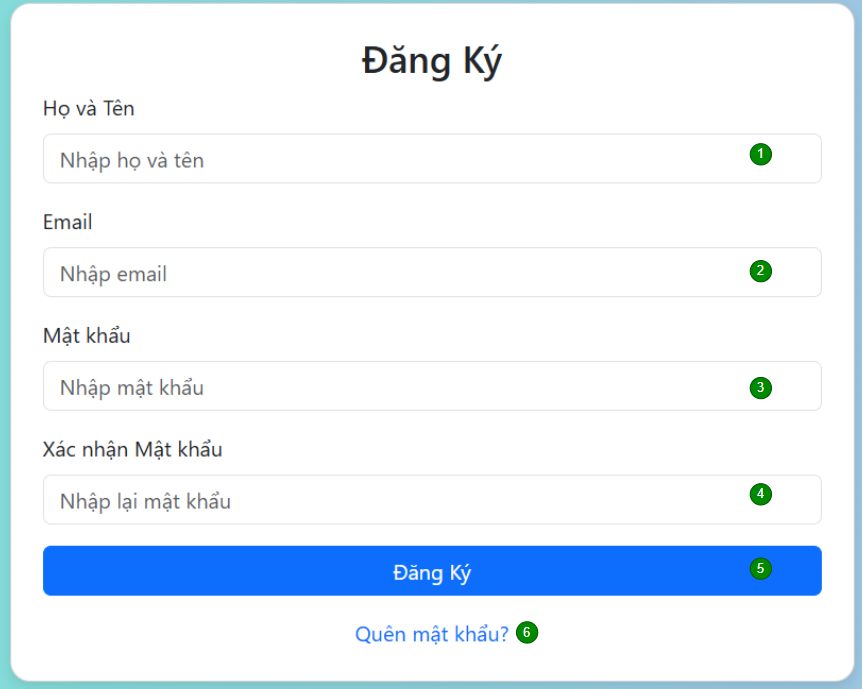 Đăng Ký
Họ và Tên
Nhập họ và tên 1
Email
Nhập email 2
Mật khẩu
Nhập mật khẩu 3
Xác nhận Mật khẩu
Nhập lại mật khẩu 4
Đăng Ký 5
Quên mật khẩu? 6